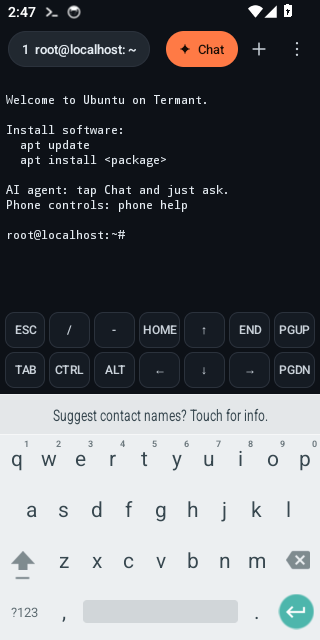 2:47
1 root@localhost: ~
Chat
Welcome to Ubuntu on Termant.
Install software:
apt update
apt install <package>
AI agent: tap Chat and just ask.
Phone controls: phone help
root@localhost:~#
ESC / - HOME ↑ END PGUP
TAB CTRL ALT ← ↓ → PGDN
Suggest contact names? Touch for info.
1 2 3 4 5 6 7 8 9 0
q w e r t y u i o p
a s d f g h j k l
z x c v b n m
?123 , .